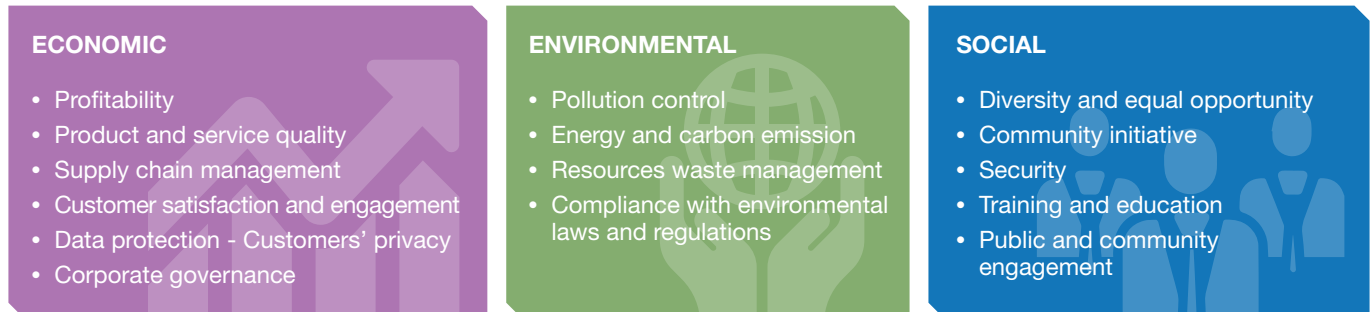 ECONOMIC
• Profitability
• Product and service quality
• Supply chain management
• Customer satisfaction and engagement
• Data protection - Customers’ privacy
• Corporate governance
ENVIRONMENTAL
• Pollution control
• Energy and carbon emission
• Resources waste management
• Compliance with environmental
laws and regulations
SOCIAL
• Diversity and equal opportunity
• Community initiative
• Security
• Training and education
• Public and community
engagement